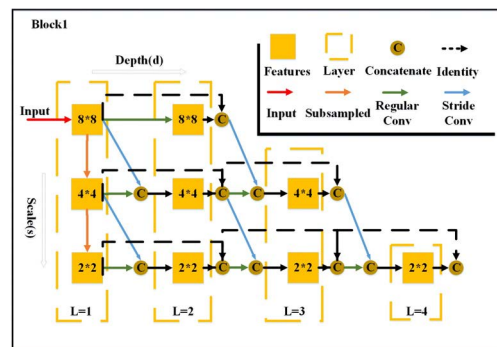 Block1
Depth(d)
Features
Layer
Concatenate
Identity
C
Input
Subsampled
Regular Conv
Stride Conv
Input
8*8
8*8
C
Scale(s)
4*4
C
4*4
C
C
4*4
C
2*2
C
2*2
C
C
2*2
C
C
2*2
C
L=1
L=2
L=3
L=4